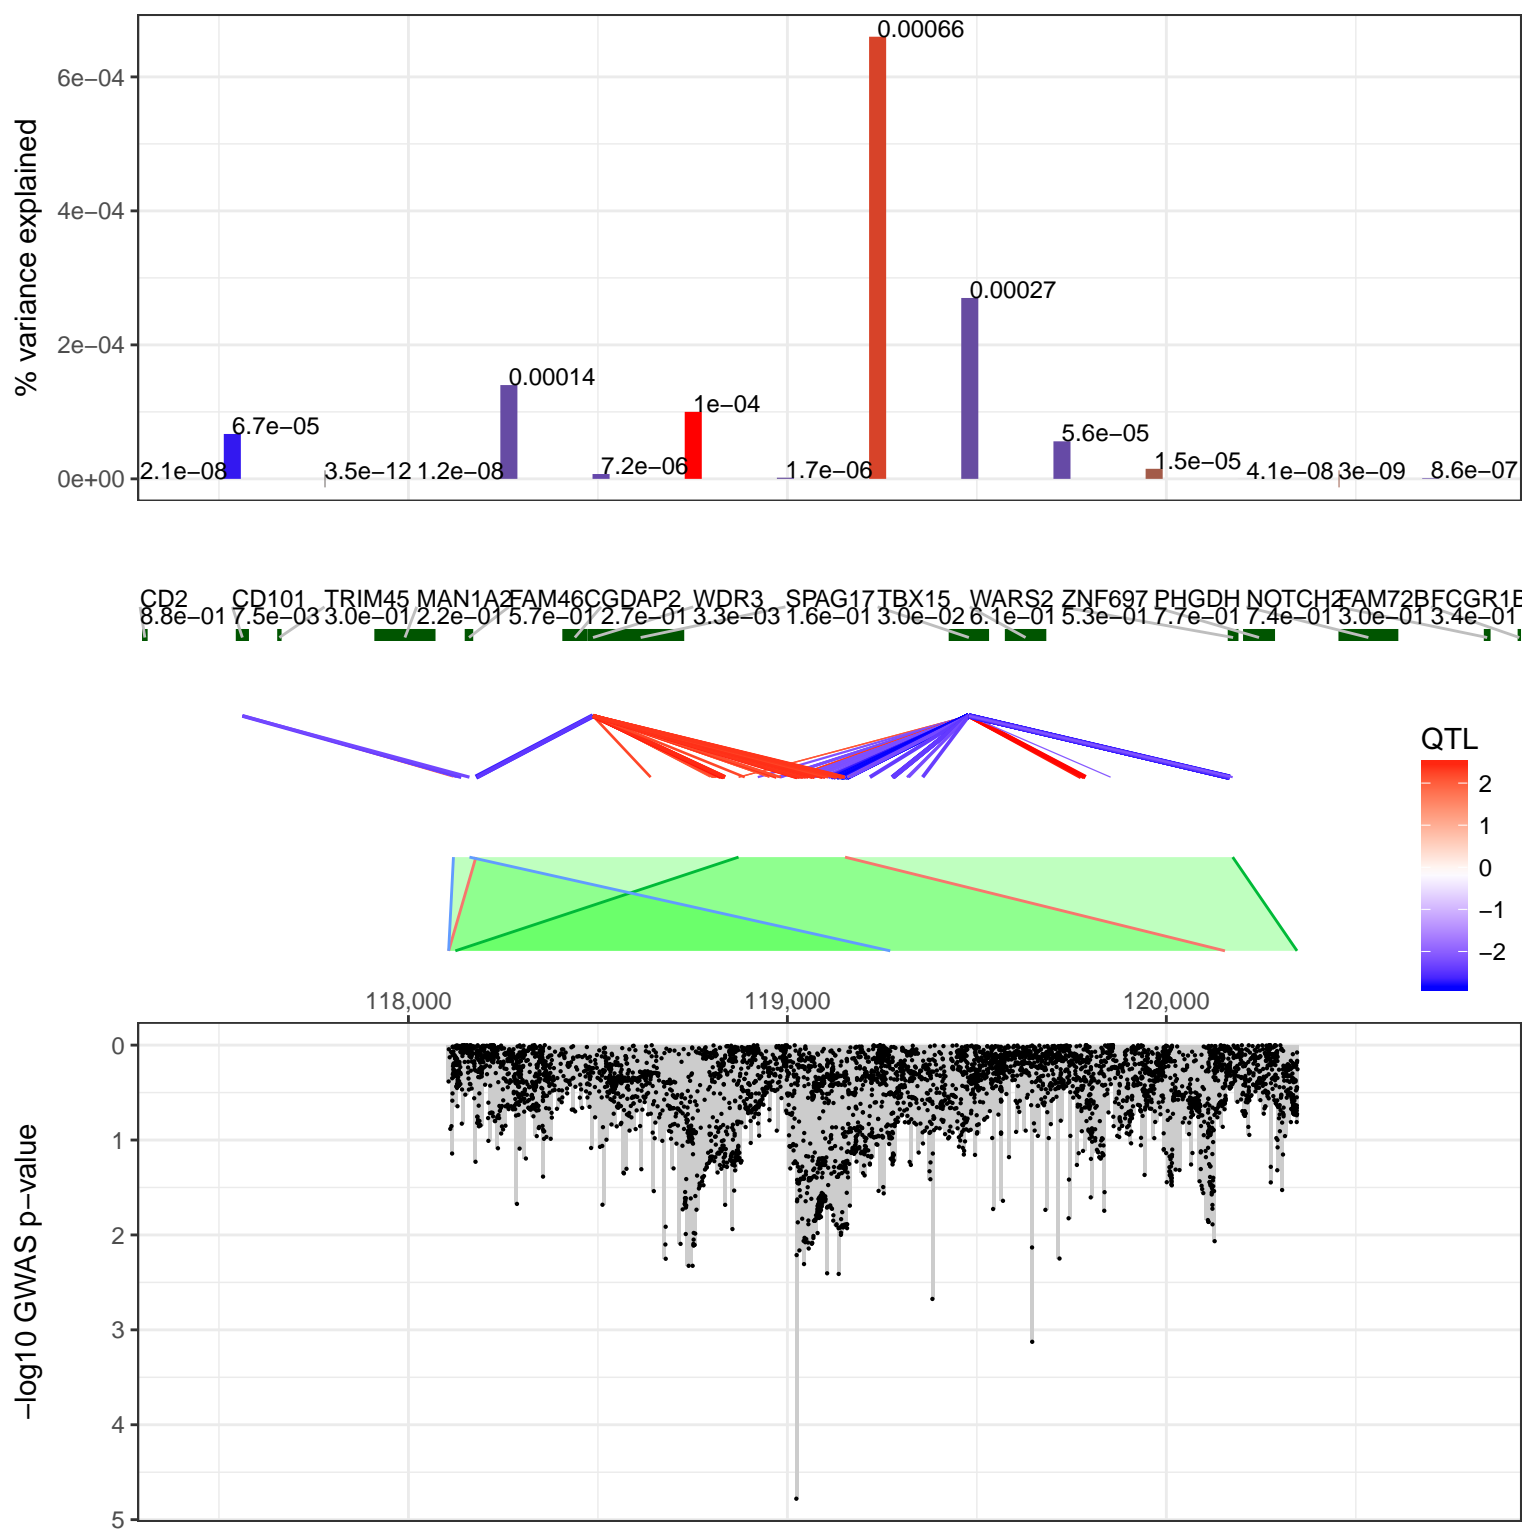 % variance explained
6e−04
4e−04
2e−04
0e+00
0.00066
0.00027
0.00014
1e−04
6.7e−05
5.6e−05
2.1e−08
3.5e−12
1.2e−08
7.2e−06
1.7e−06
1.5e−05
4.1e−08
3e−09
8.6e−07
CD2 CD101 TRIM45 MAN1A2 FAM46C GDAP2 WDR3 SPAG17 TBX15 WARS2 ZNF697 PHGDH NOTCH2 FAM72B FCGR1B
8.8e−01 7.5e−03 3.0e−01 2.2e−01 5.7e−01 2.7e−01 3.3e−03 1.6e−01 3.0e−02 6.1e−01 5.3e−01 7.7e−01 7.4e−01 3.0e−01 3.4e−01
QTL
2
1
0
−1
−2
118,000 119,000 120,000
−log10 GWAS p−value
0
1
2
3
4
5